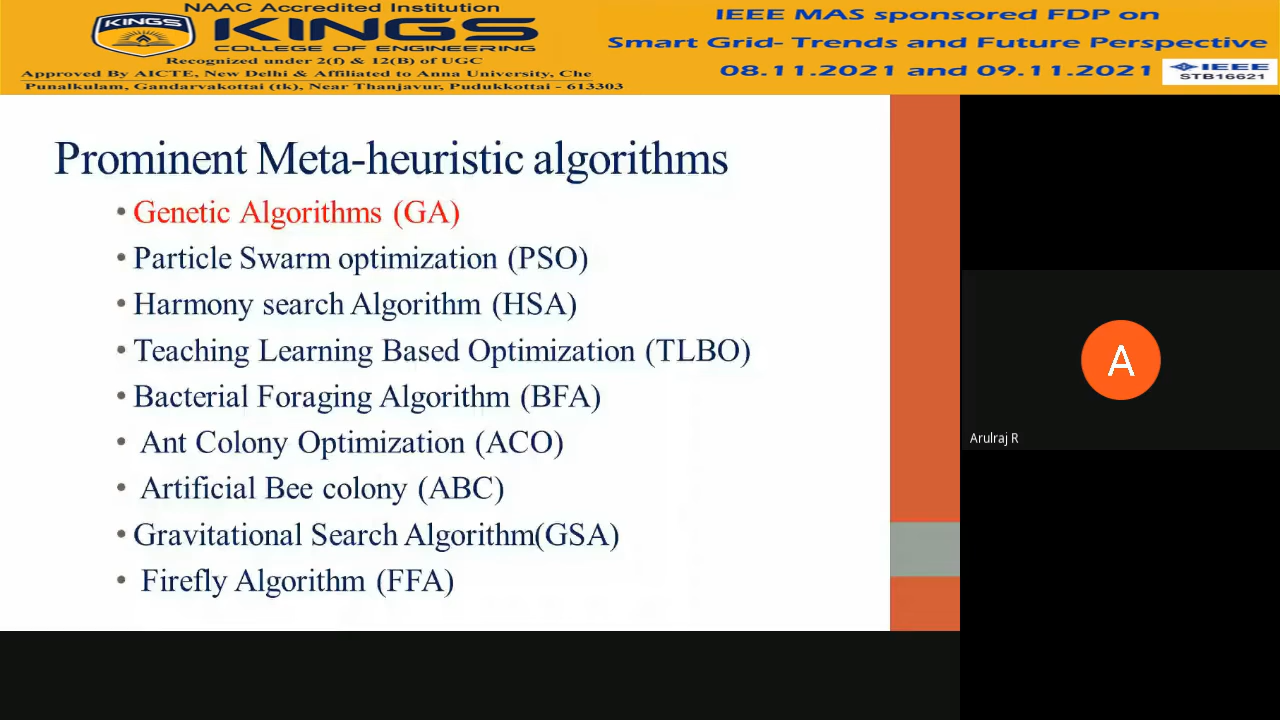 NAAC Accredited Institution
KINGS
KINGS
COLLEGE OF ENGINEERING
Recognized under 2(f) & 12(B) of UGC
Approved By AICTE, New Delhi & Affiliated to Anna University, Che
Punalkulam, Gandarvakottai (tk), Near Thanjavur, Pudukkottai - 613303
IEEE MAS sponsored FDP on
Smart Grid- Trends and Future Perspective
08.11.2021 and 09.11.2021
IEEE
STB16621
Prominent Meta-heuristic algorithms
• Genetic Algorithms (GA)
• Particle Swarm optimization (PSO)
• Harmony search Algorithm (HSA)
• Teaching Learning Based Optimization (TLBO)
• Bacterial Foraging Algorithm (BFA)
• Ant Colony Optimization (ACO)
• Artificial Bee colony (ABC)
• Gravitational Search Algorithm(GSA)
• Firefly Algorithm (FFA)
A
Arulraj R